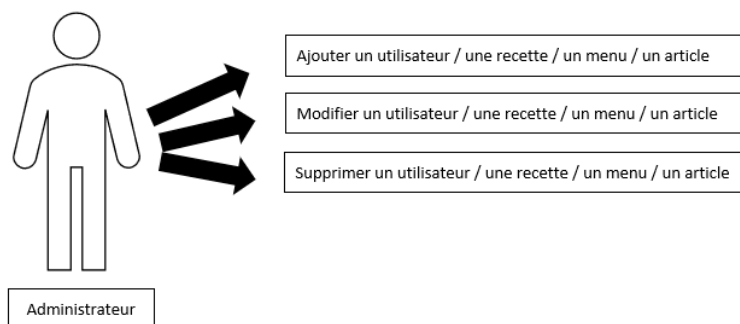 Ajouter un utilisateur / une recette / un menu / un article
Modifier un utilisateur / une recette / un menu / un article
Supprimer un utilisateur / une recette / un menu / un article
Administrateur